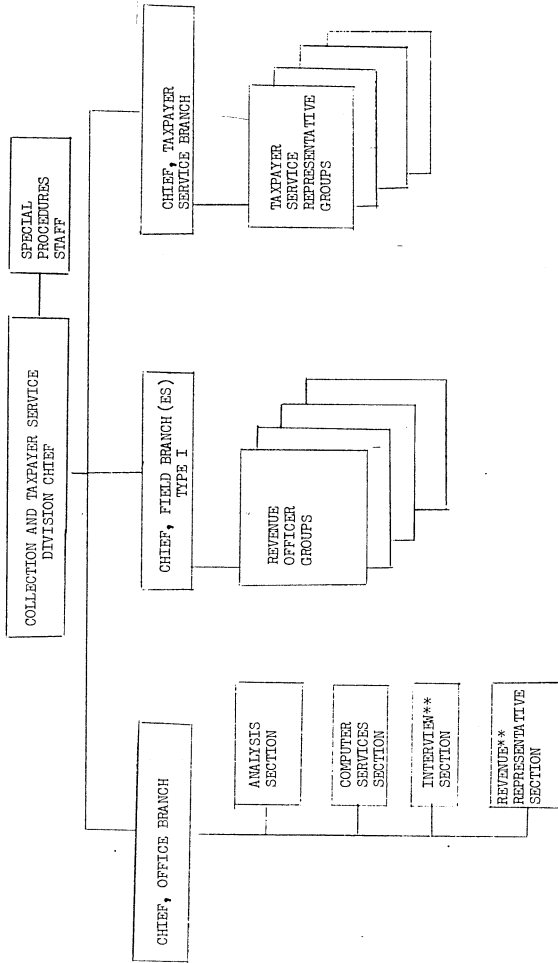 COLLECTION AND TAXPAYER SERVICE
DIVISION CHIEF
SPECIAL
PROCEDURES
STAFF
CHIEF, OFFICE BRANCH
ANALYSIS
SECTION
COMPUTER
SERVICES
SECTION
INTERVIEW**
SECTION
REVENUE**
REPRESENTATIVE
SECTION
CHIEF, FIELD BRANCH(ES)
TYPE I
REVENUE
OFFICER
GROUPS
CHIEF, TAXPAYER
SERVICE BRANCH
TAXPAYER
SERVICE
REPRESENTATIVE
GROUPS